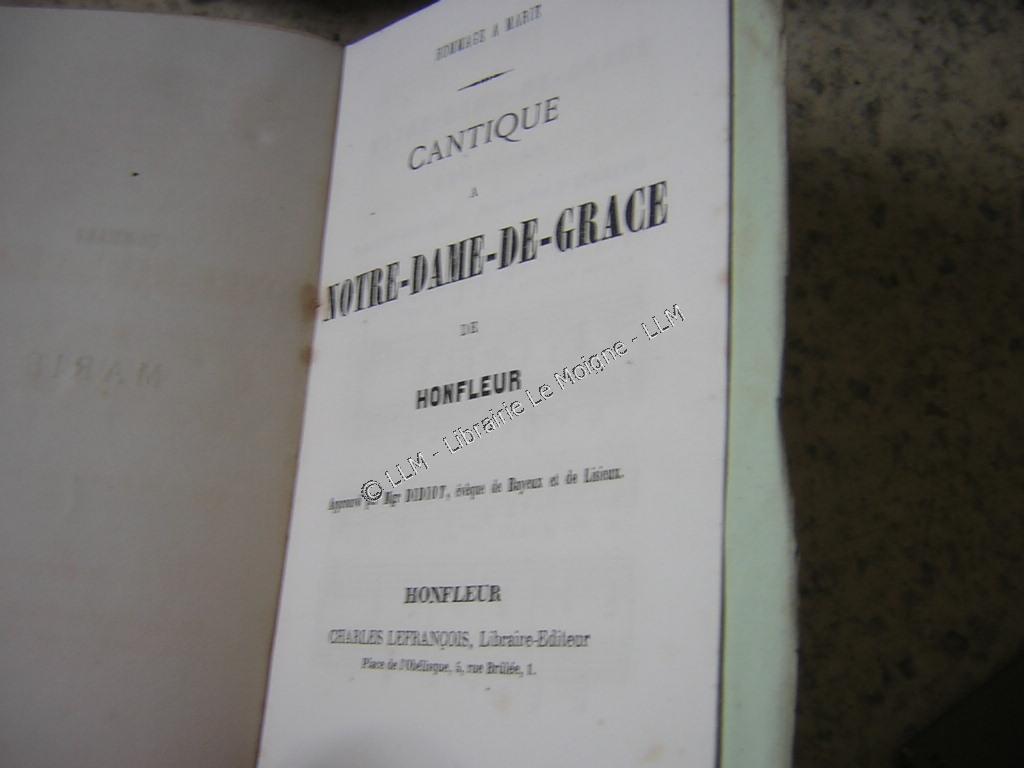 HOMMAGE A MARIE
CANTIQUE
A
NOTRE-DAME-DE-GRACE
DE
HONFLEUR
© LLM - Librairie Le Moigne - LLM
Approuvé par Mgr DIDIOT, évêque de Bayeux et de Lisieux.
HONFLEUR
CHARLES LEFRANÇOIS, Libraire-Editeur
Place de l'Obélisque, 5, rue Brûlée, 1.
MARIE